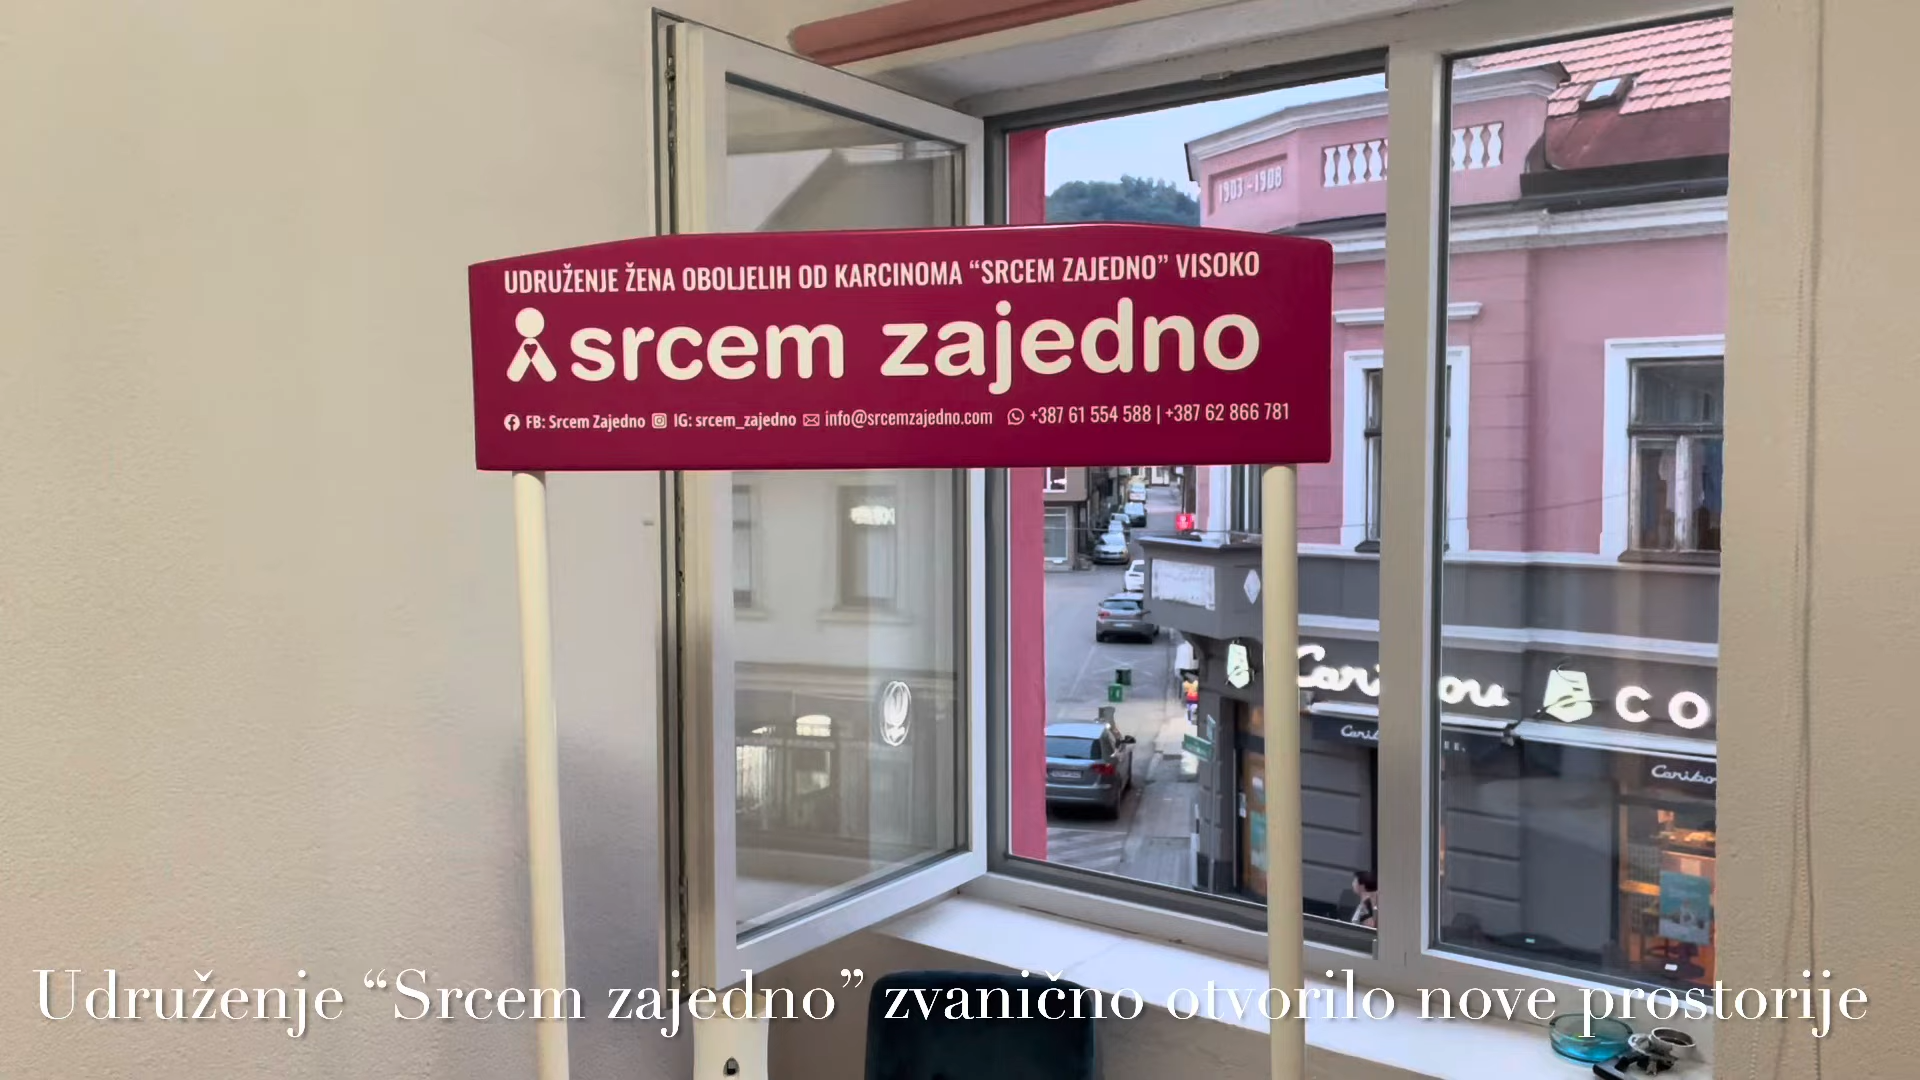 1903-1908
UDRUŽENJE ŽENA OBOLJELIH OD KARCINOMA “SRCEM ZAJEDNO” VISOKO
srcem zajedno
FB: Srcem Zajedno IG: srcem_zajedno info@srcemzajedno.com +387 61 554 588 | +387 62 866 781
Udruženje “Srcem zajedno” zvanično otvorilo nove prostorije